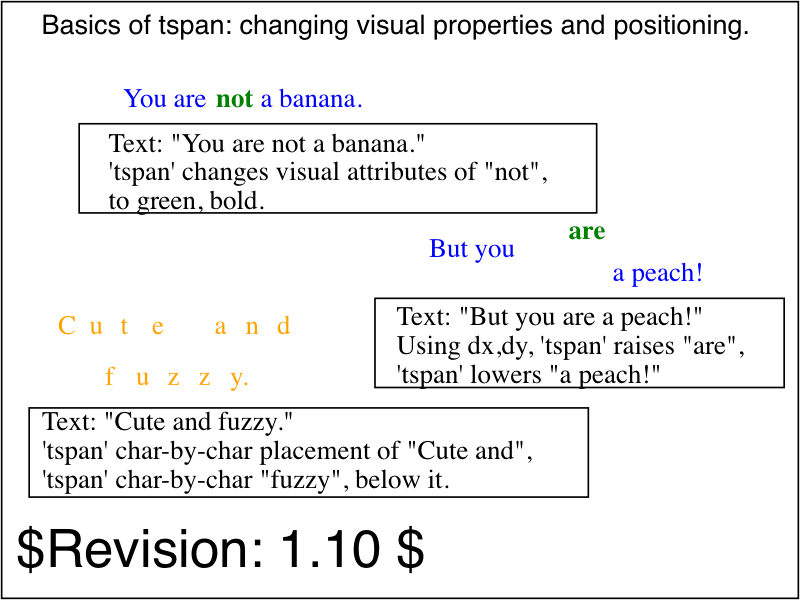 Basics of tspan: changing visual properties and positioning.
You are not a banana.
Text: "You are not a banana."
'tspan' changes visual attributes of "not",
to green, bold.
But you are a peach!
Text: "But you are a peach!"
Using dx,dy, 'tspan' raises "are",
'tspan' lowers "a peach!"
Cute and
fuzzy.
Text: "Cute and fuzzy."
'tspan' char-by-char placement of "Cute and",
'tspan' char-by-char "fuzzy", below it.
$Revision: 1.10 $